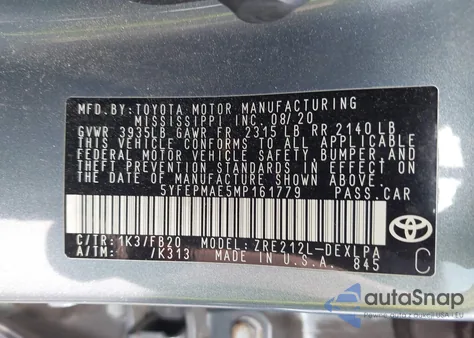 MFD.BY:TOYOTA MOTOR MANUFACTURING
MISSISSIPPI INC. 08/20
GVWR 3935LB GAWR FR. 2315 LB RR 2140 LB
THIS VEHICLE CONFORMS TO ALL APPLICABLE
FEDERAL MOTOR VEHICLE SAFETY, BUMPER, AND
THEFT PREVENTION STANDARDS IN EFFECT ON
THE DATE OF MANUFACTURE SHOWN ABOVE.
5YFEPMAE5MP161779 PASS.CAR
C/TR: 1K3/FB20 MODEL: ZRE212L-DEXLPA
A/TM: /K313 MADE IN U.S.A. 845
C
autoSnap